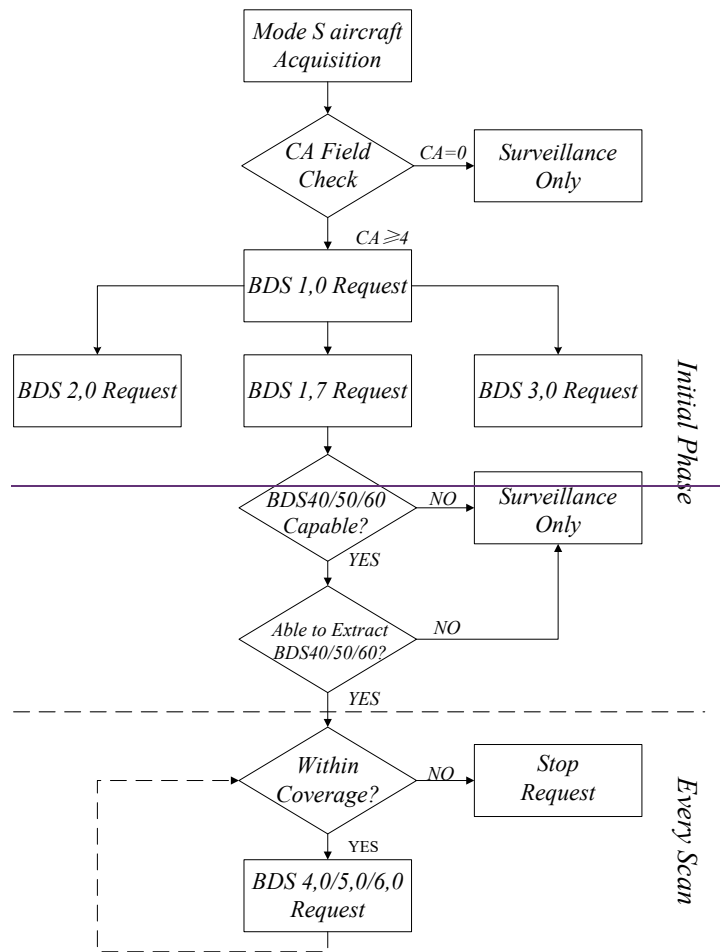 Mode S aircraft
Acquisition
CA Field
Check
CA=0
Surveillance
Only
CA≥4
BDS 1,0 Request
BDS 2,0 Request
BDS 1,7 Request
BDS 3,0 Request
Initial Phase
BDS40/50/60
Capable?
NO
Surveillance
Only
YES
Able to Extract
BDS40/50/60?
NO
YES
Within
Coverage?
NO
Stop
Request
Every Scan
YES
BDS 4,0/5,0/6,0
Request